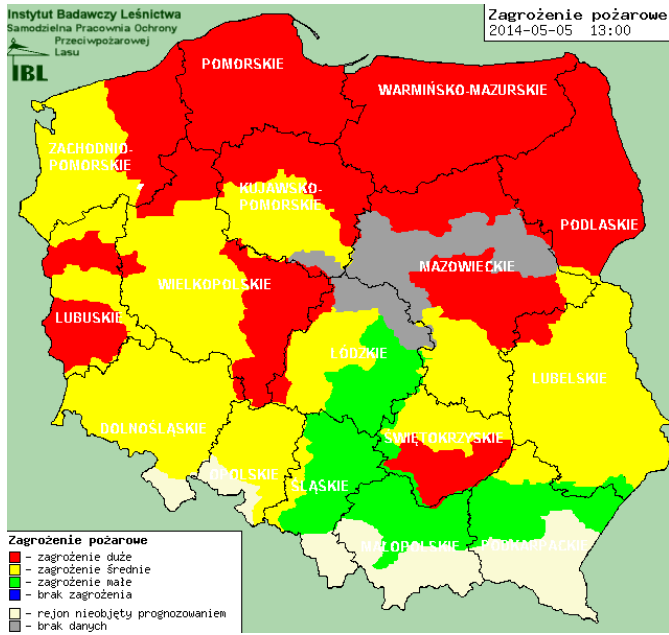 Instytut Badawczy Leśnictwa
Samodzielna Pracownia Ochrony
Przeciwpożarowej
Lasu
IBL
Zagrożenie pożarowe
2014-05-05 13:00
POMORSKIE
WARMIŃSKO-MAZURSKIE
ZACHODNIO-
POMORSKIE
KUJAWSKO-
POMORSKIE
PODLASKIE
MAZOWIECKIE
WIELKOPOLSKIE
LUBUSKIE
ŁÓDZKIE
LUBELSKIE
DOLNOŚLĄSKIE
ŚWIĘTOKRZYSKIE
OPOLSKIE
ŚLĄSKIE
MAŁOPOLSKIE
PODKARPACKIE
Zagrożenie pożarowe
– zagrożenie duże
– zagrożenie średnie
– zagrożenie małe
– brak zagrożenia
– rejon nieobjęty prognozowaniem
– brak danych